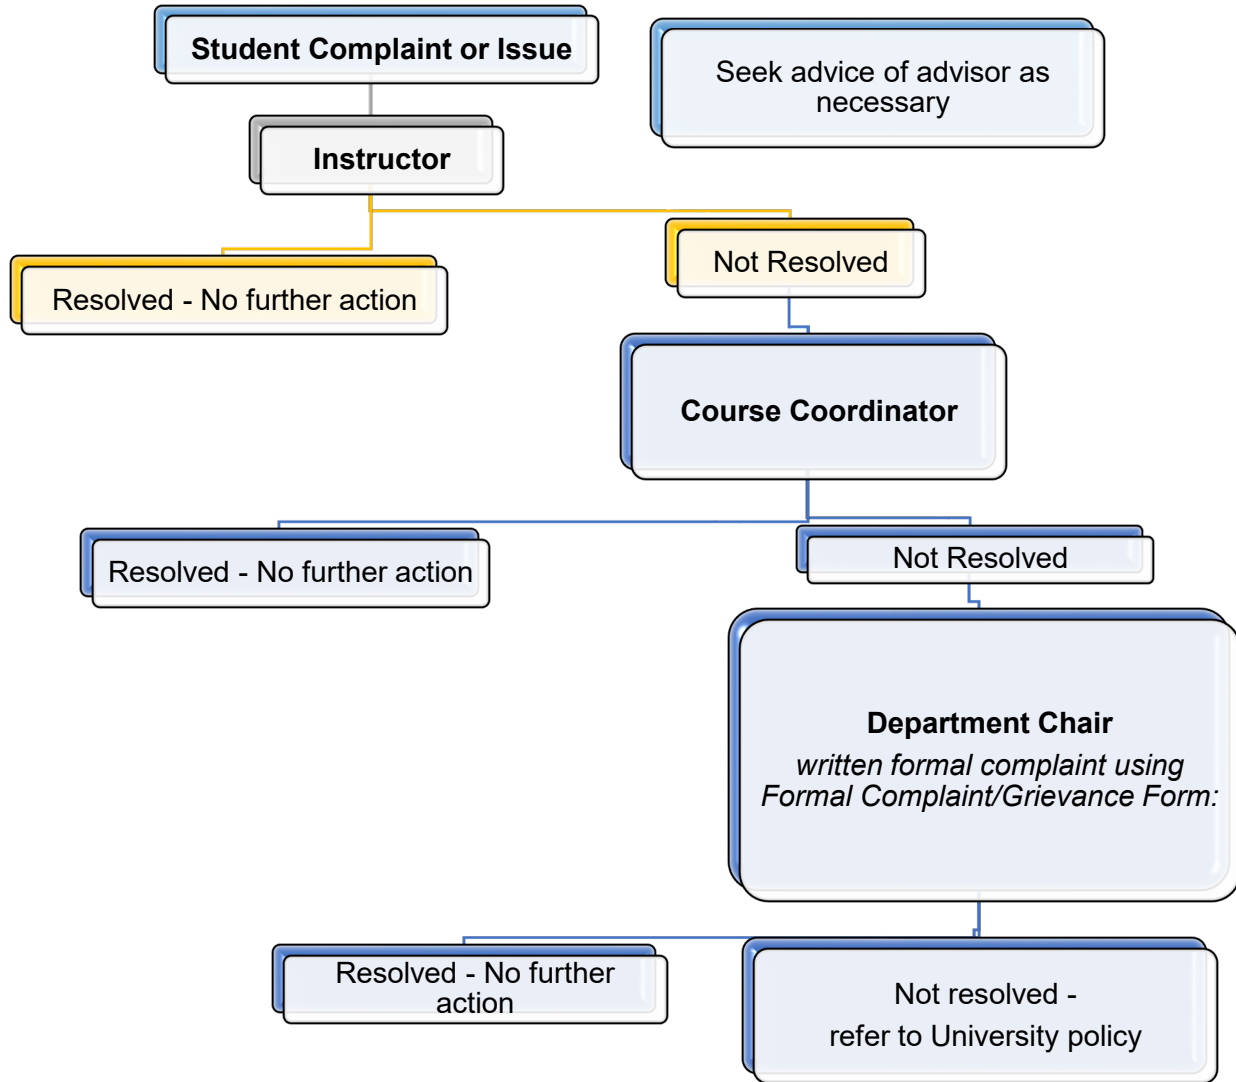 Student Complaint or Issue
Seek advice of advisor as
necessary
Instructor
Resolved - No further action
Not Resolved
Course Coordinator
Resolved - No further action
Not Resolved
Department Chair
written formal complaint using
Formal Complaint/Grievance Form:
Resolved - No further
action
Not resolved -
refer to University policy